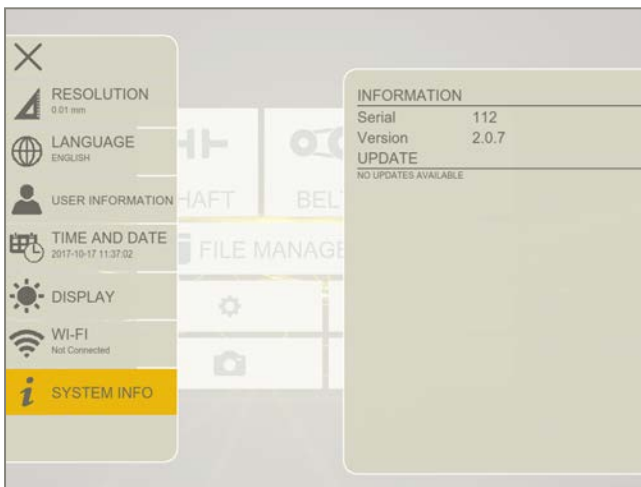 RESOLUTION
0.01 mm
LANGUAGE
ENGLISH
USER INFORMATION
TIME AND DATE
2017-10-17 11:37:02
DISPLAY
WI-FI
Not Connected
SYSTEM INFO
HAFT
BEL
FILE MANAGE
INFORMATION
Serial 112
Version 2.0.7
UPDATE
NO UPDATES AVAILABLE